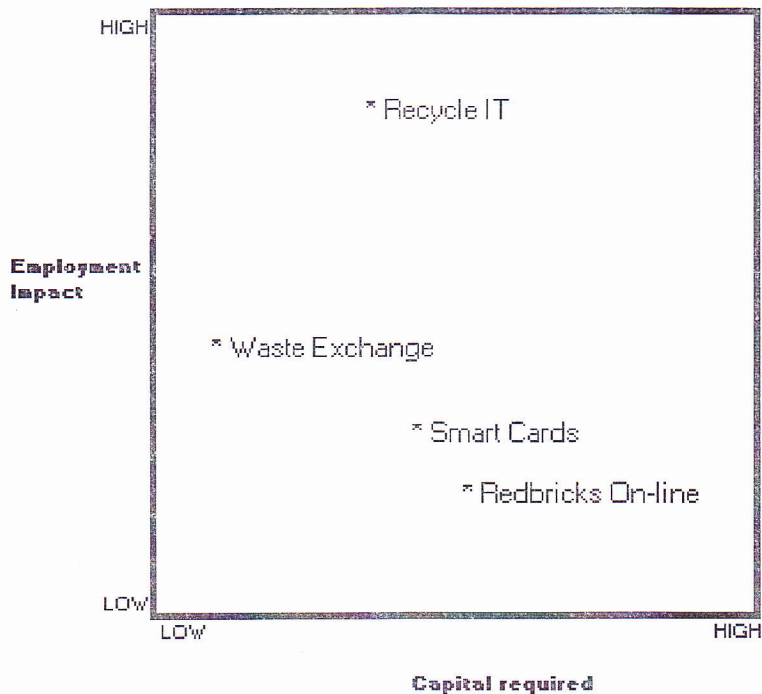 HIGH
* Recycle IT
Employment
Impact
* Waste Exchange
* Smart Cards
* Redbricks On-line
LOW
LOW
HIGH
Capital required